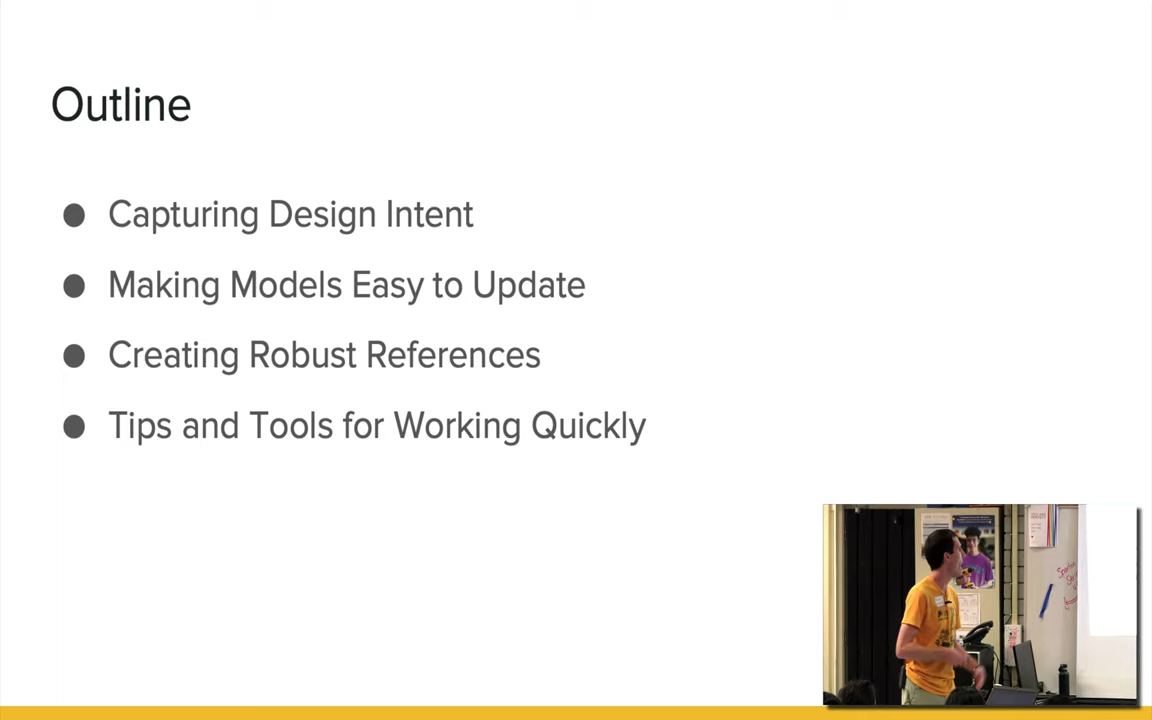 Outline
● Capturing Design Intent
● Making Models Easy to Update
● Creating Robust References
● Tips and Tools for Working Quickly